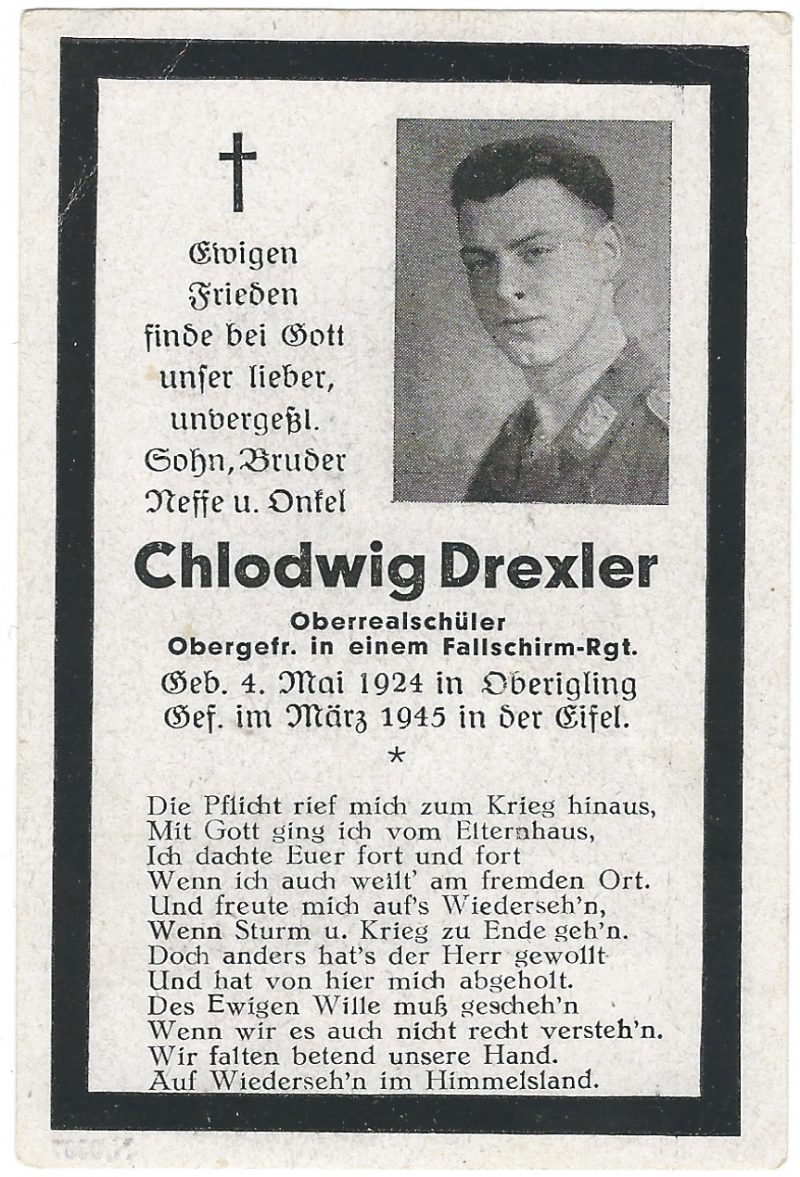 Ewigen
Frieden
finde bei Gott
unser lieber,
unvergeßl.
Sohn, Bruder
Neffe u. Onkel
Chlodwig Drexler
Oberrealschüler
Obergefr. in einem Fallschirm-Rgt.
Geb. 4. Mai 1924 in Oberigling
Gef. im März 1945 in der Eifel.
*
Die Pflicht rief mich zum Krieg hinaus,
Mit Gott ging ich vom Elternhaus,
Ich dachte Euer fort und fort
Wenn ich auch weilt' am fremden Ort.
Und freute mich auf's Wiederseh'n,
Wenn Sturm u. Krieg zu Ende geh'n.
Doch anders hat's der Herr gewollt
Und hat von hier mich abgeholt.
Des Ewigen Wille muß gescheh'n
Wenn wir es auch nicht recht versteh'n.
Wir falten betend unsere Hand.
Auf Wiederseh'n im Himmelsland.